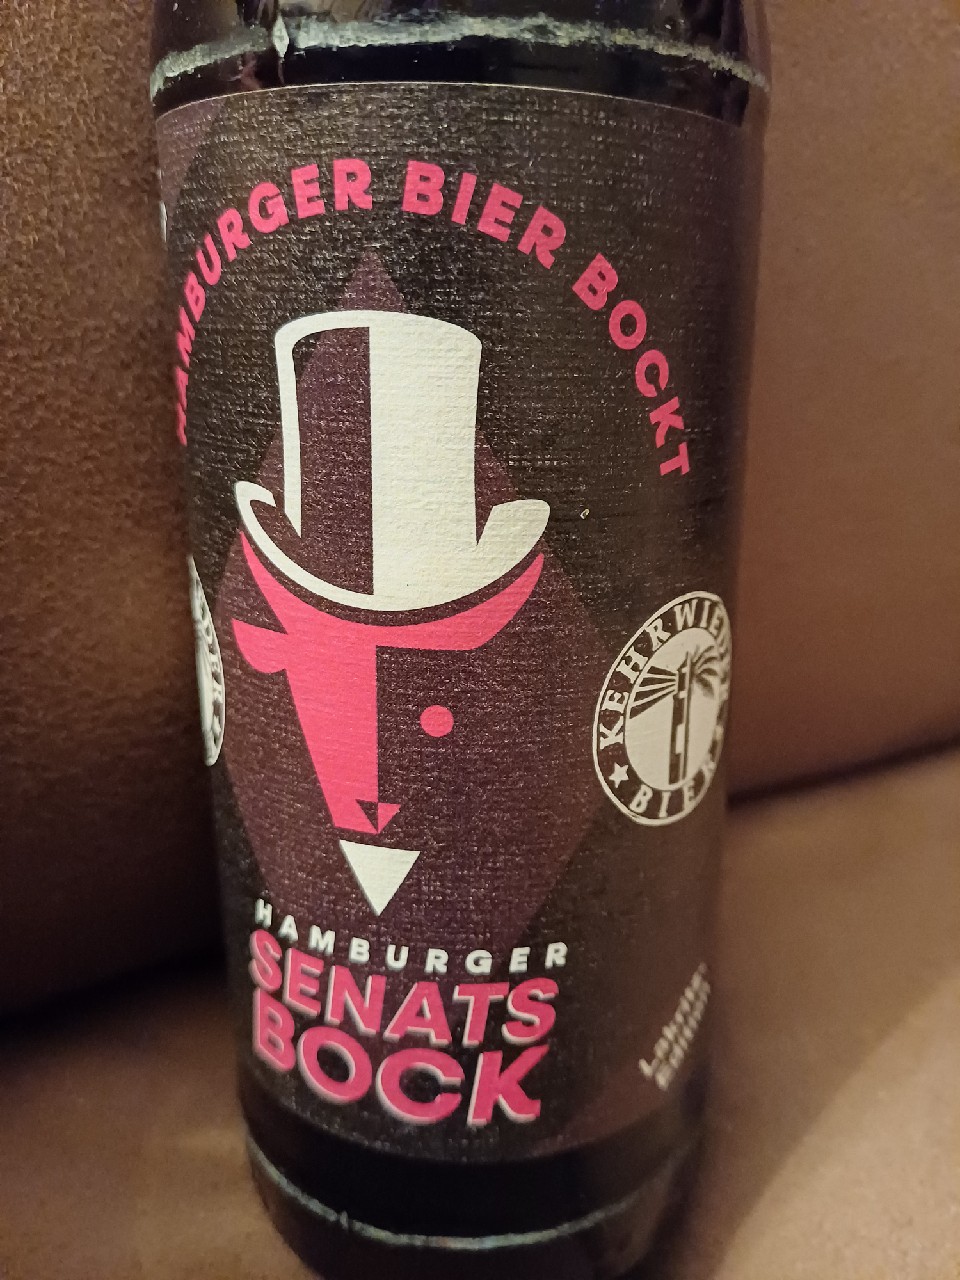 HAMBURGER BIER BOCKT
KEHRWIEDER
BIER
HAMBURGER
SENATS
BOCK